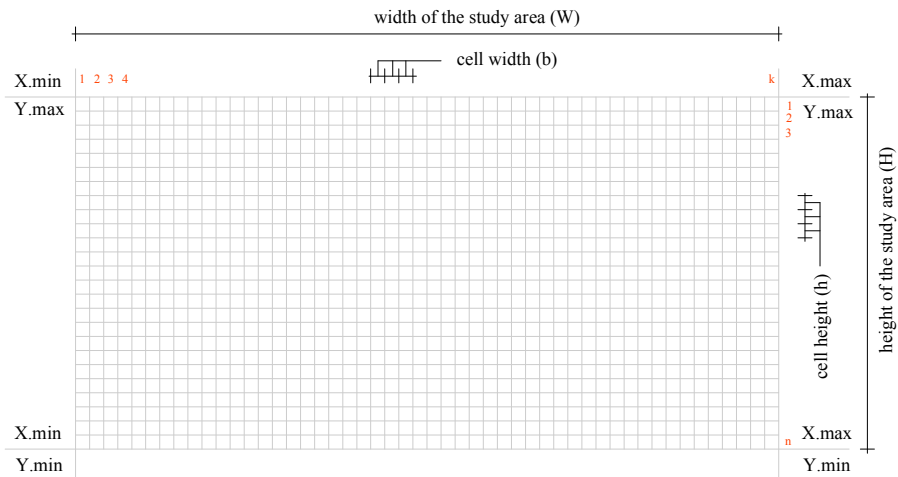 width of the study area (W)
cell width (b)
X.min
1 2 3 4
k
X.max
Y.max
1
Y.max
2
3
height of the study area (H)
cell height (h)
X.min
n
X.max
Y.min
Y.min